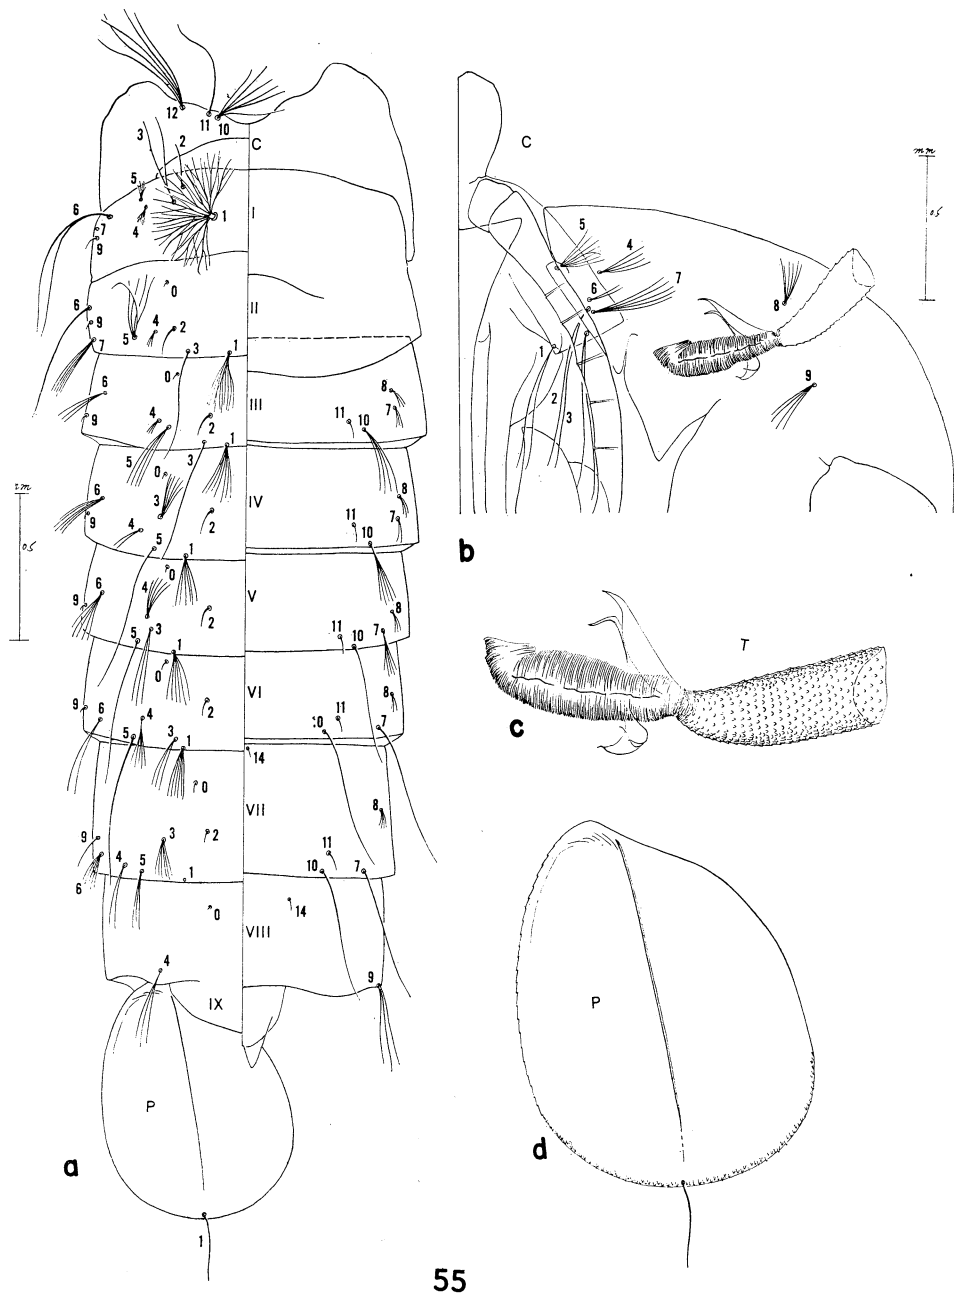 12 11 10
3 2 C
5
6 4 1 I
7
9
0 II
6
9 5 4 2
7 3 1
0 8
6 III 7
9 4 2 11 10
5 3 1
0
6 3 IV 8
9 2 11 7
4 5 1 10
0
6 4 V
9 2 8
5 3 1 11 10 7
0
VI 8
9 6 4 2 10 11 7
5 3 1 14
0 VII 8
9 3 2
6 4 5 1 11 10 7
0 VIII 14
4 9
IX
P
a
1
C
mm
0.5
5 4
6 7
8
1 9
2 3
b
mm
0.5
T
c
P
d
55